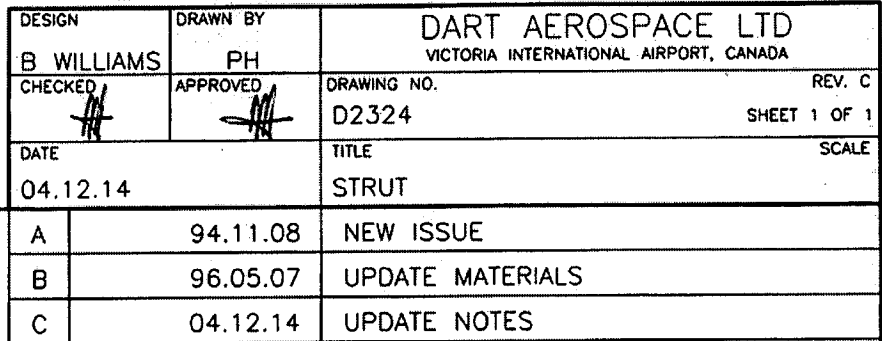 DESIGN
B WILLIAMS
DRAWN BY
PH
DART AEROSPACE LTD
VICTORIA INTERNATIONAL AIRPORT, CANADA
CHECKED
APPROVED
DRAWING NO.
D2324
REV. C
SHEET 1 OF 1
DATE
04.12.14
TITLE
STRUT
SCALE
A 94.11.08 NEW ISSUE
B 96.05.07 UPDATE MATERIALS
C 04.12.14 UPDATE NOTES